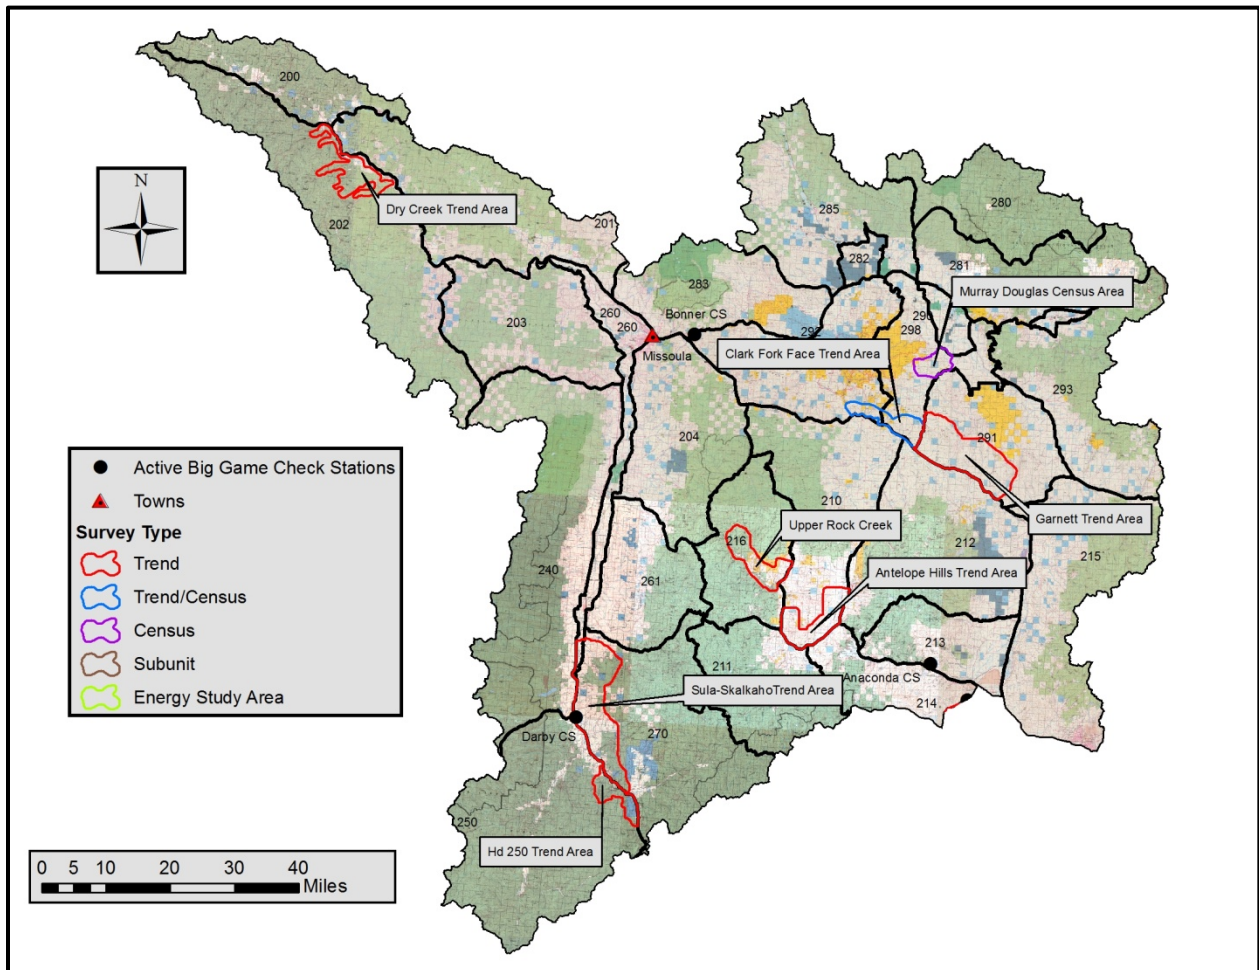 200
N
Dry Creek Trend Area
202
201
285
280
282
281
283
Murray Douglas Census Area
290
298
292
203
260
260
Bonner CS
Missoula
Clark Fork Face Trend Area
293
204
291
210
Garnett Trend Area
Upper Rock Creek
216
212
215
Antelope Hills Trend Area
240
261
213
211
Anaconda CS
214
Sula-SkalkahoTrend Area
Darby CS
270
250
Hd 250 Trend Area
Active Big Game Check Stations
Towns
Survey Type
Trend
Trend/Census
Census
Subunit
Energy Study Area
0 5 10 20 30 40
Miles